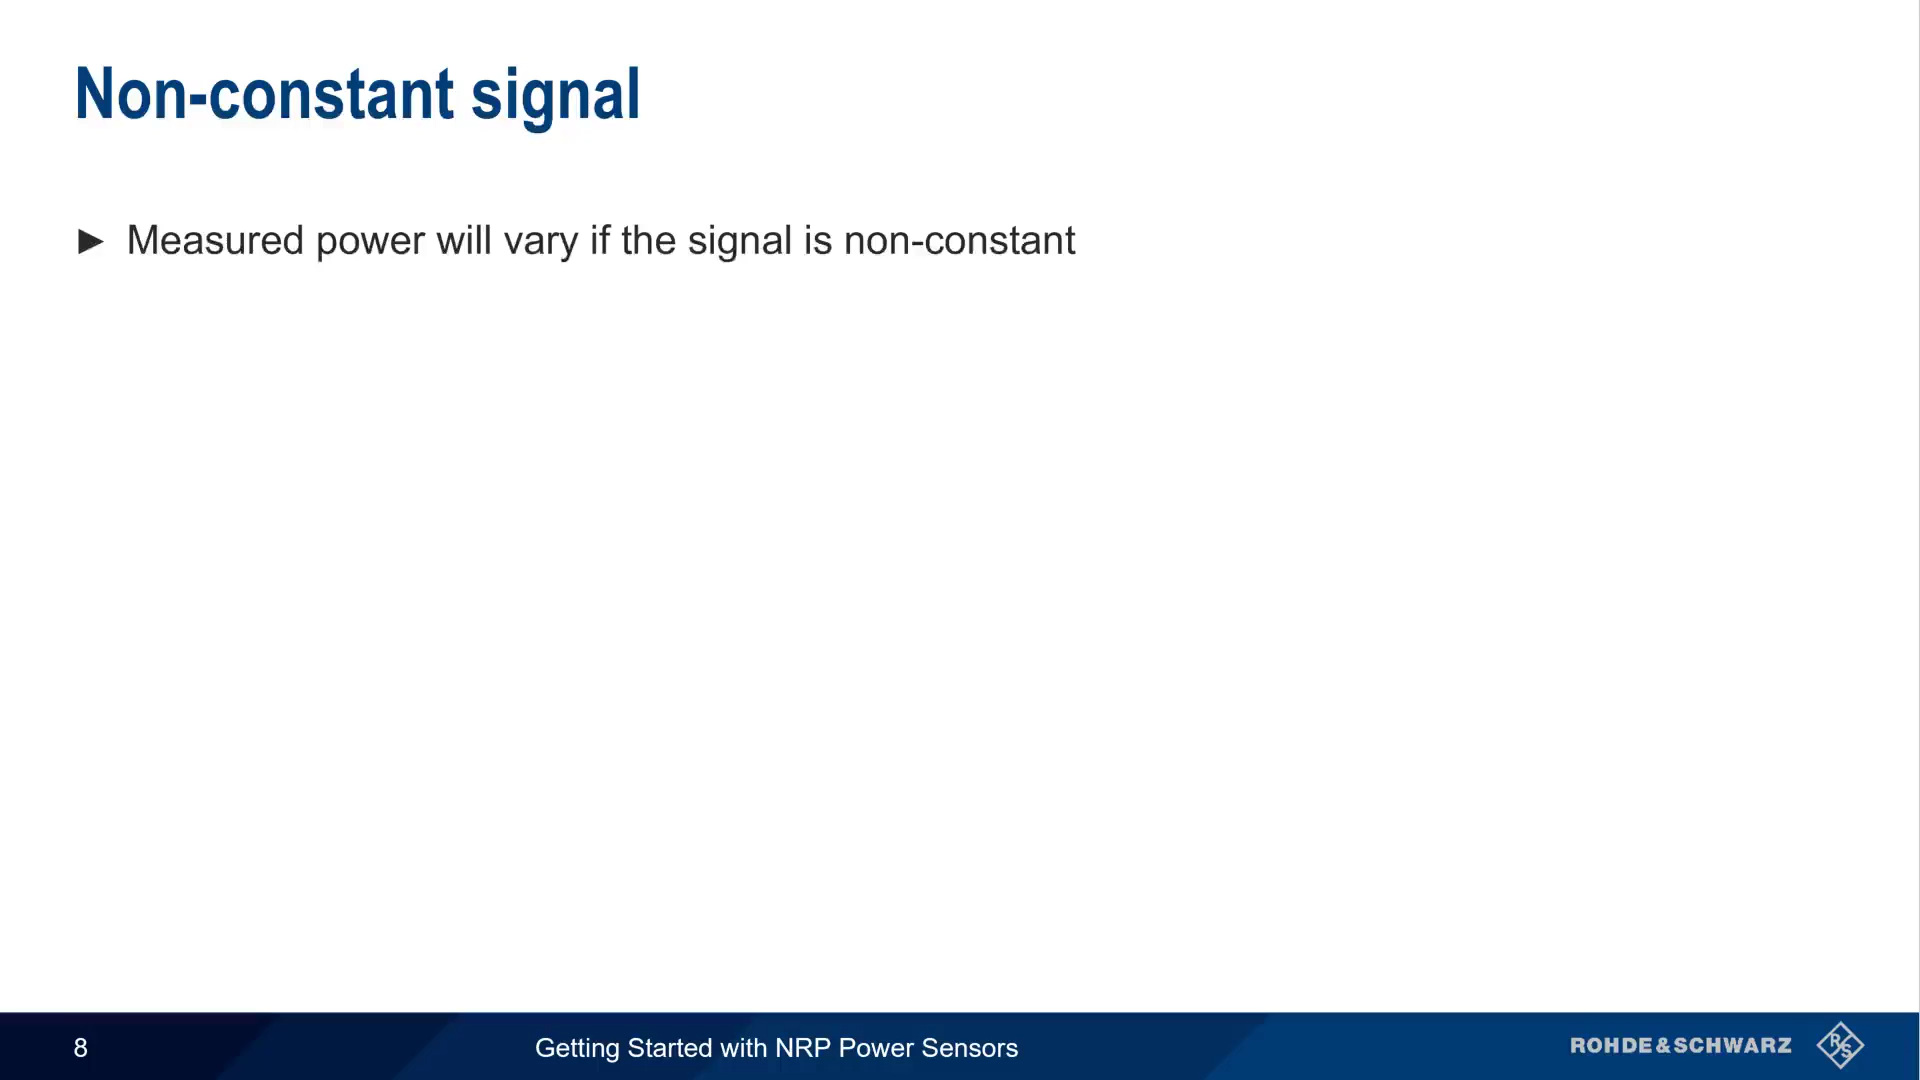 Non-constant signal
► Measured power will vary if the signal is non-constant
8
Getting Started with NRP Power Sensors
ROHDE&SCHWARZ
R&S